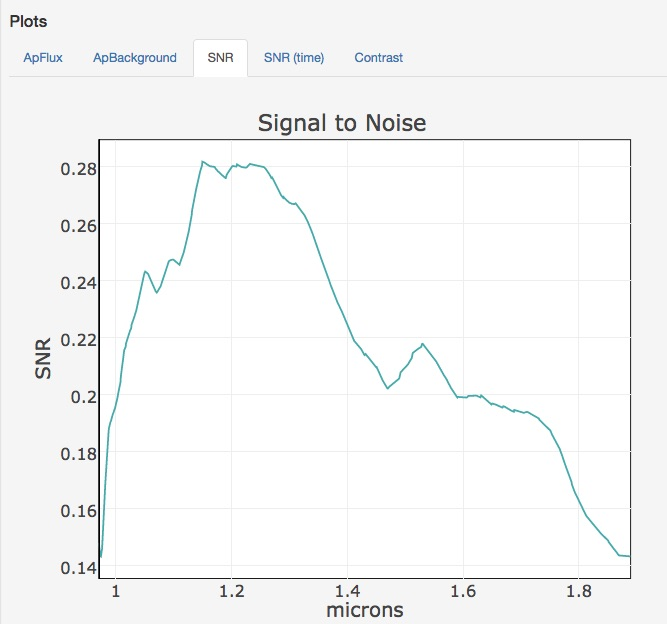 Plots
ApFlux ApBackground SNR SNR (time) Contrast
Signal to Noise
0.28
0.26
0.24
0.22
0.2
0.18
0.16
0.14
SNR
1 1.2 1.4 1.6 1.8
microns